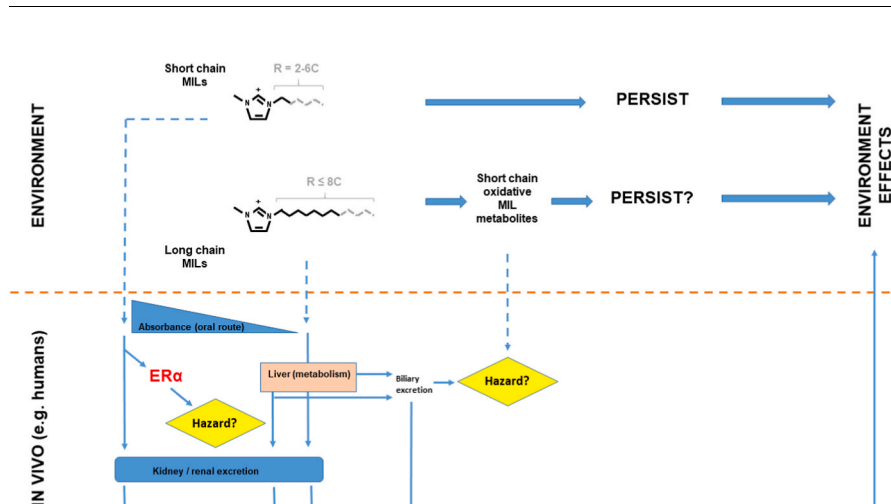 Short chain
MILs
R = 2-6C
+
N
N
PERSIST
ENVIRONMENT
ENVIRONMENT
EFFECTS
R ≤ 8C
+
N
N
Short chain
oxidative
MIL
metabolites
PERSIST?
Long chain
MILs
Absorbance (oral route)
ERα
Liver (metabolism)
Biliary
excretion
Hazard?
Hazard?
IN VIVO (e.g. humans)
Kidney / renal excretion